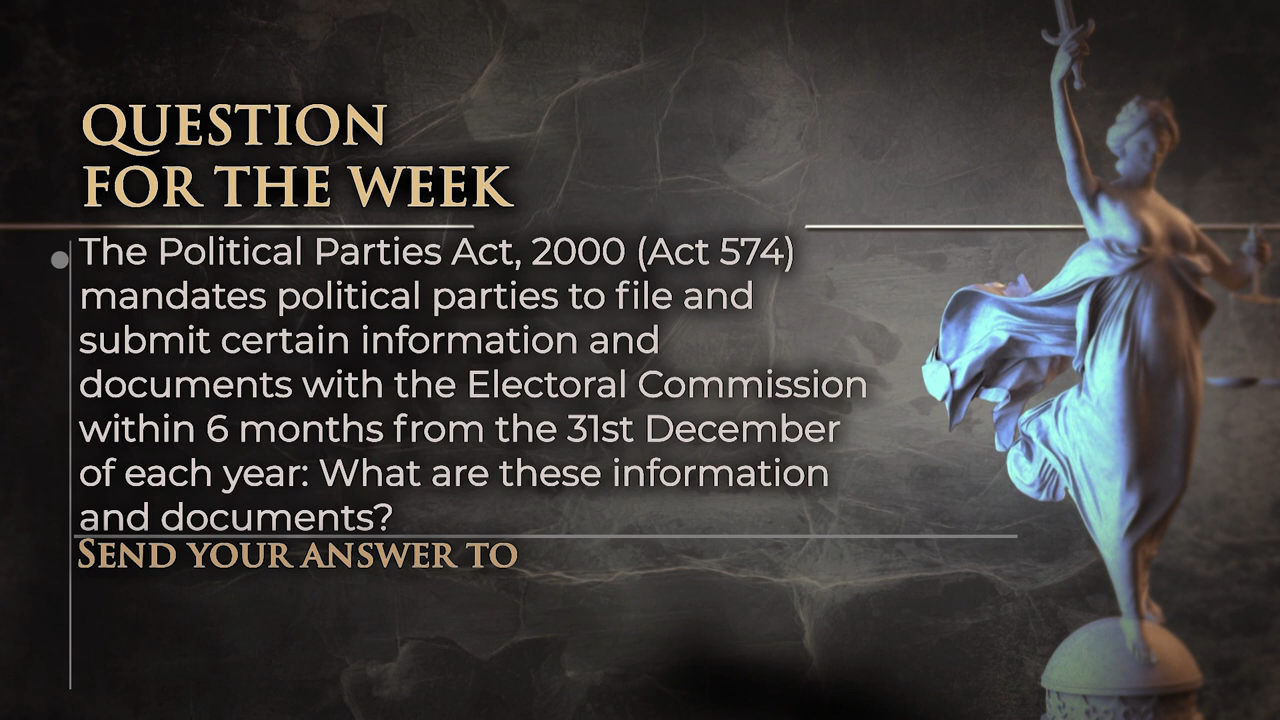 QUESTION
FOR THE WEEK
The Political Parties Act, 2000 (Act 574)
mandates political parties to file and
submit certain information and
documents with the Electoral Commission
within 6 months from the 31st December
of each year: What are these information
and documents?
SEND YOUR ANSWER TO